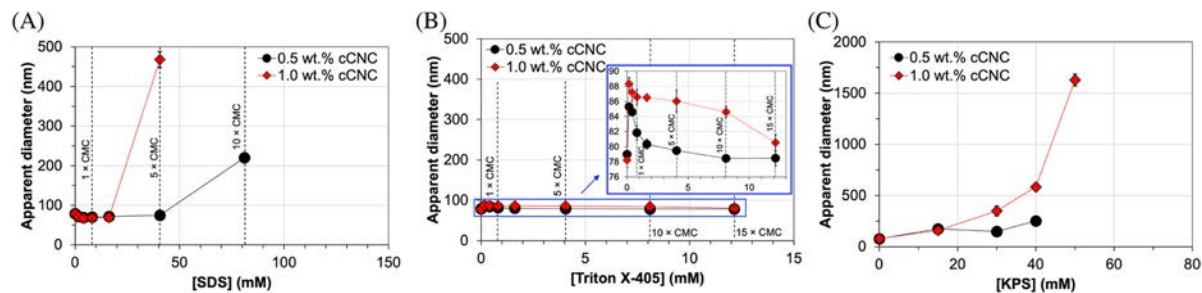 (A)
Apparent diameter (nm)
500
400
300
200
100
0
0.5 wt.% cCNC
1.0 wt.% cCNC
1 × CMC
5 × CMC
10 × CMC
0
50
100
150
[SDS] (mM)
(B)
Apparent diameter (nm)
500
400
300
200
100
0
0.5 wt.% cCNC
1.0 wt.% cCNC
1 × CMC
5 × CMC
10 × CMC
15 × CMC
90
88
86
84
82
80
78
76
1 × CMC
5 × CMC
10 × CMC
15 × CMC
0
5
10
0
5
10
15
[Triton X-405] (mM)
(C)
Apparent diameter (nm)
2000
1500
1000
500
0
0.5 wt.% cCNC
1.0 wt.% cCNC
0
20
40
60
80
[KPS] (mM)